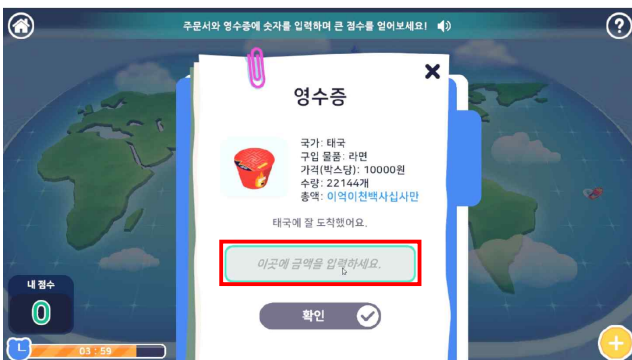 주문서와 영수증에 숫자를 입력하며 큰 점수를 얻어보세요!
?
영수증
국가: 태국
구입 물품: 라면
가격(박스당): 10000원
수량: 22144개
총액: 이억이천백사십사만
태국에 잘 도착했어요.
이곳에 금액을 입력하세요.
확인
내 점수
0
03 : 59